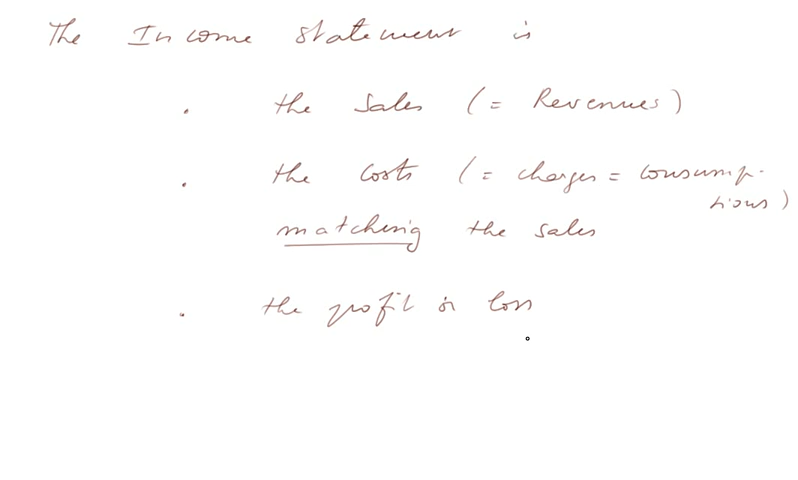 The Income statement is
. the Sales (= Revenues)
. the Costs (= charges = consump-
tions)
matching the sales
. the profit or loss